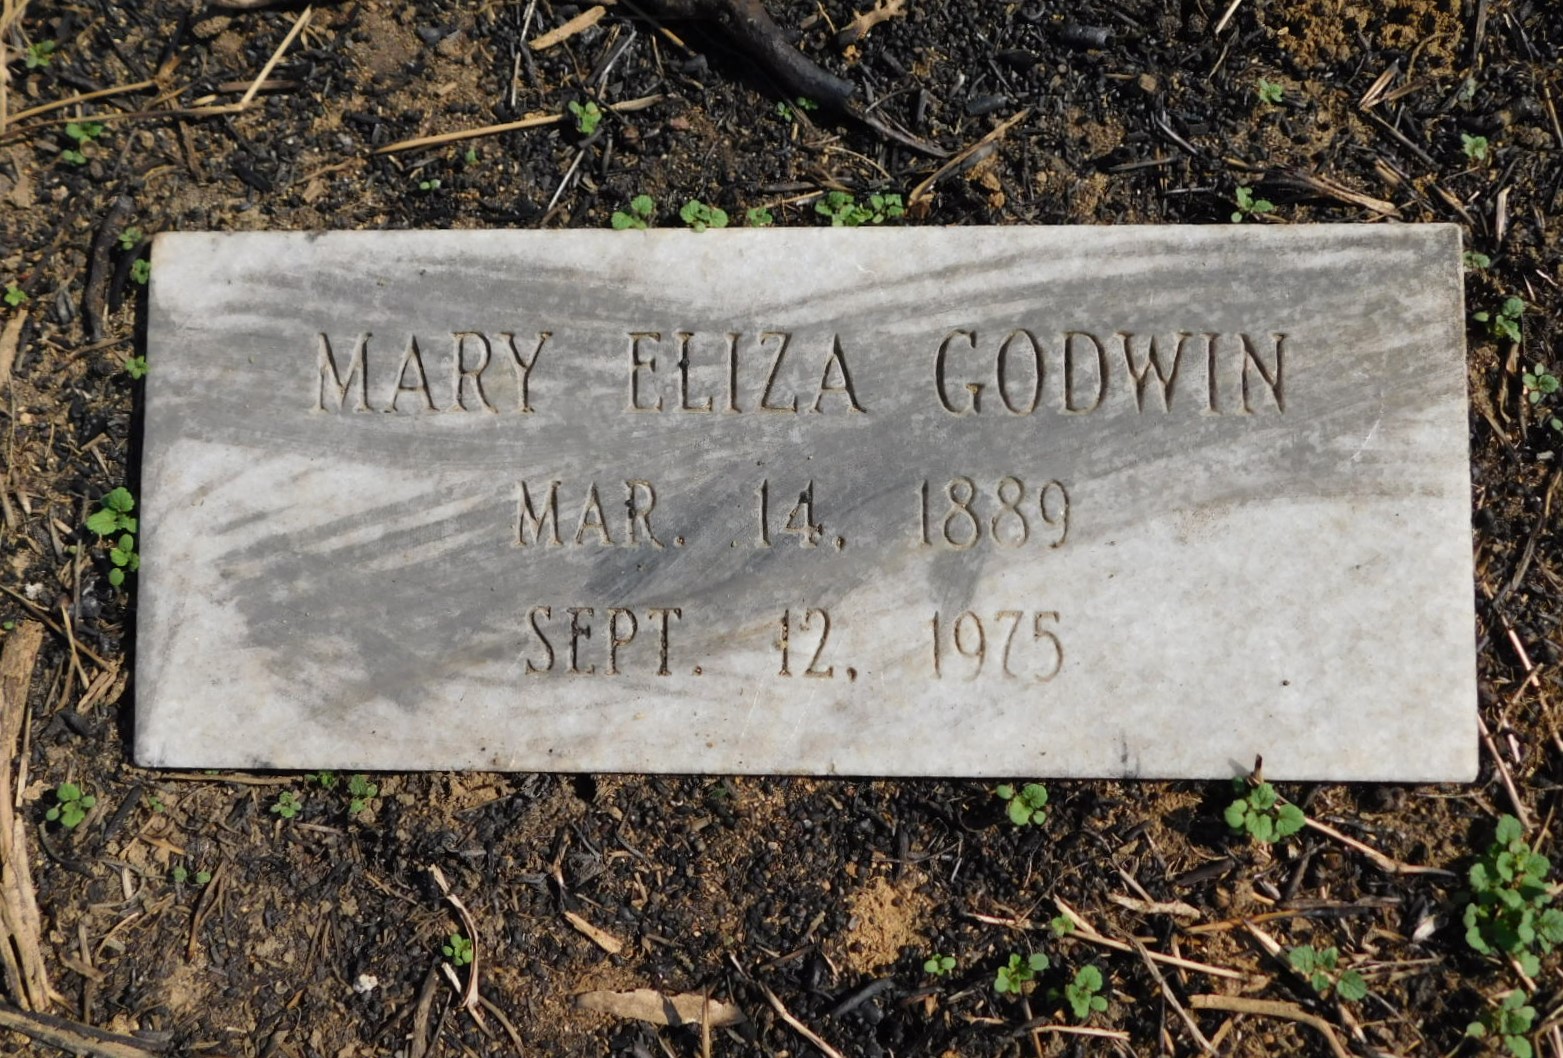 MARY ELIZA GODWIN
MAR. 14, 1889
SEPT. 12, 1975